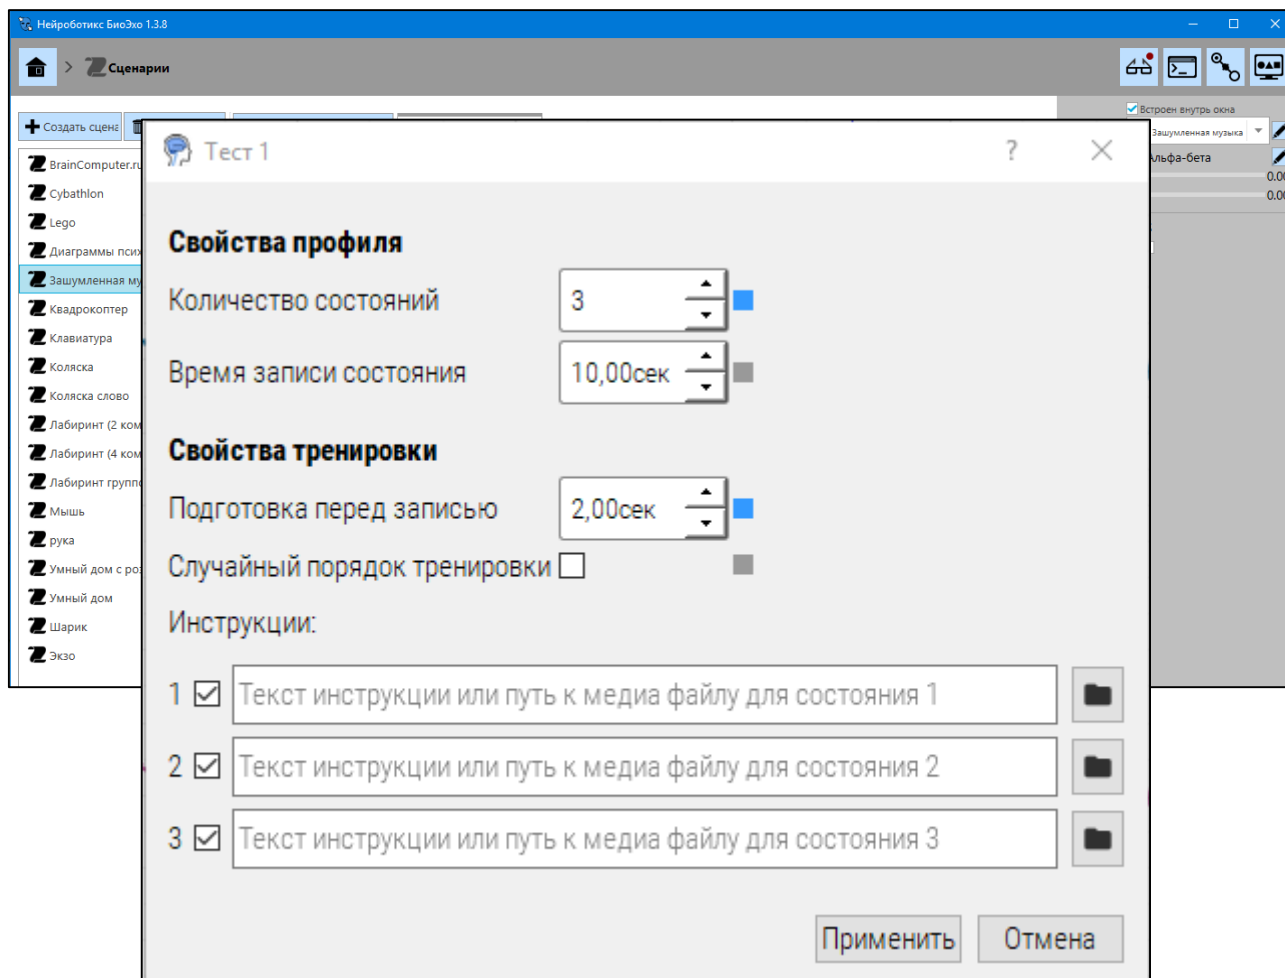 Нейроботикс БиоЭхо 1.3.8
Сценарии
Создать сцена
Встроен внутрь окна
Зашумленная музыка
Альфа-бета
0.00
0.00
BrainComputer.ru
Cybathlon
Lego
Диаграммы псих
Зашумленная му
Квадрокоптер
Клавиатура
Коляска
Коляска слово
Лабиринт (2 ком
Лабиринт (4 ком
Лабиринт групп
Мышь
рука
Умный дом с роз
Умный дом
Шарик
Экзо
Тест 1
?
Свойства профиля
Количество состояний 3
Время записи состояния 10,00сек
Свойства тренировки
Подготовка перед записью 2,00сек
Случайный порядок тренировки
Инструкции:
1 Текст инструкции или путь к медиа файлу для состояния 1
2 Текст инструкции или путь к медиа файлу для состояния 2
3 Текст инструкции или путь к медиа файлу для состояния 3
Применить Отмена